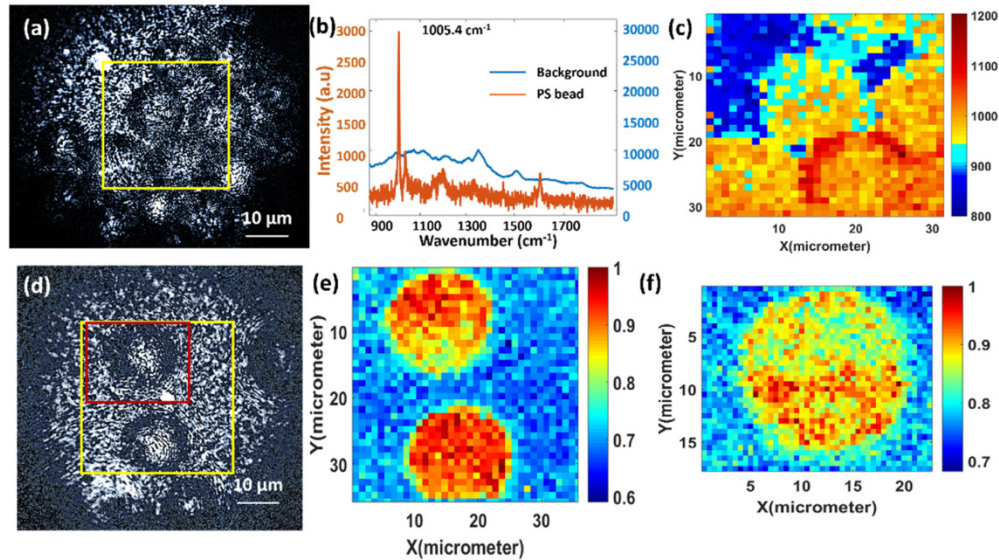 (a)
10 μm
(b)
1005.4 cm⁻¹
3000
2500
2000
1500
1000
500
0
Intensity (a.u)
30000
25000
20000
15000
10000
5000
0
Background
PS bead
900 1100 1300 1500 1700
Wavenumber (cm⁻¹)
(c)
10
20
30
Y(micrometer)
0 10 20 30
X(micrometer)
1200
1100
1000
900
800
(d)
10 μm
(e)
10
20
30
Y(micrometer)
10 20 30
X(micrometer)
1
0.9
0.8
0.7
0.6
(f)
5
10
15
Y(micrometer)
5 10 15 20
X(micrometer)
1
0.9
0.8
0.7